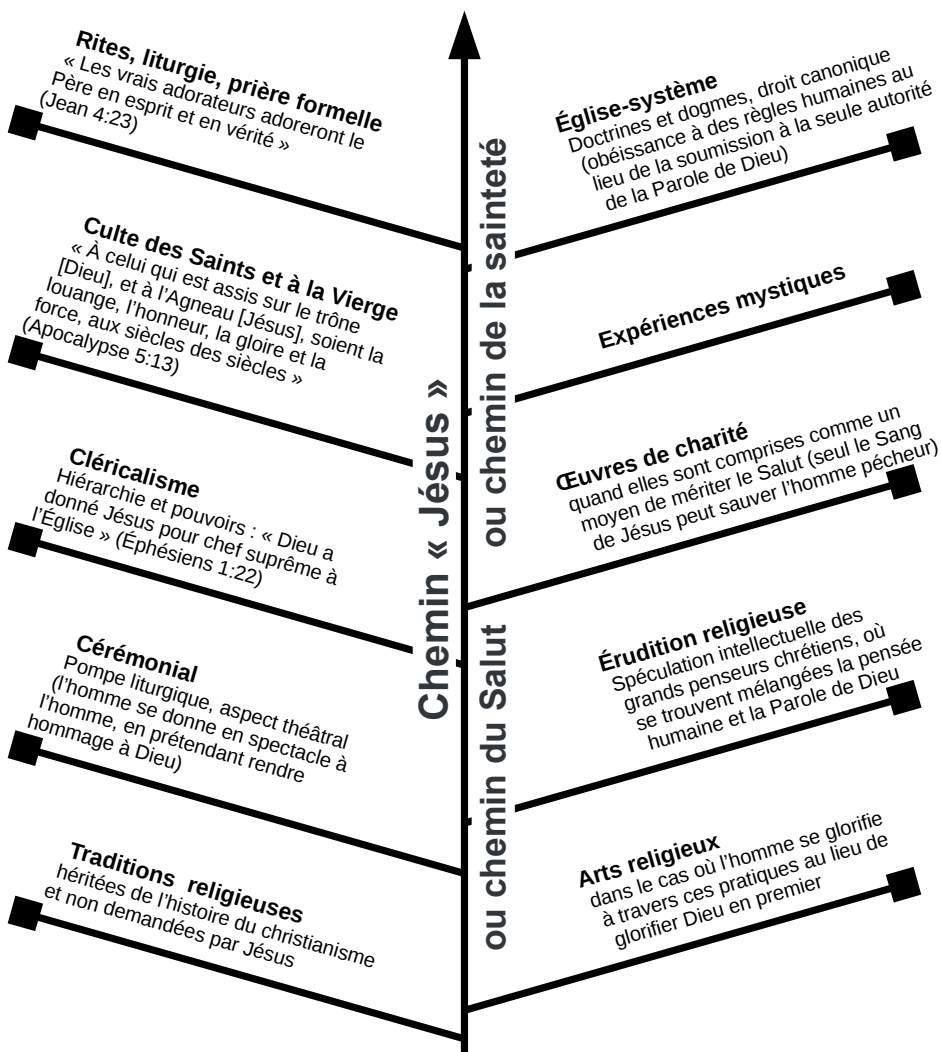 Rites, liturgie, prière formelle
« Les vrais adorateurs adoreront le
Père en esprit et en vérité »
(Jean 4:23)
Culte des Saints et à la Vierge
« À celui qui est assis sur le trône
[Dieu], et à l’Agneau [Jésus], soient la
louange, l’honneur, la gloire et la
force, aux siècles des siècles »
(Apocalypse 5:13)
Cléricalisme
Hiérarchie et pouvoirs : « Dieu a
donné Jésus pour chef suprême à
l’Église » (Éphésiens 1:22)
Cérémonial
Pompe liturgique, aspect théâtral
(l’homme se donne en spectacle à
l’homme, en prétendant rendre
hommage à Dieu)
Traditions  religieuses
héritées de l’histoire du christianisme
et non demandées par Jésus
Chemin « Jésus »
ou chemin du Salut
ou chemin de la sainteté
Église-système
Doctrines et dogmes, droit canonique
(obéissance à des règles humaines au
lieu de la soumission à la seule autorité
de la Parole de Dieu)
Expériences mystiques
Œuvres de charité
quand elles sont comprises comme un
moyen de mériter le Salut (seul le Sang
de Jésus peut sauver l’homme pécheur)
Érudition religieuse
Spéculation intellectuelle des
grands penseurs chrétiens, où
se trouvent mélangées la pensée
humaine et la Parole de Dieu
Arts religieux
dans le cas où l’homme se glorifie
à travers ces pratiques au lieu de
glorifier Dieu en premier